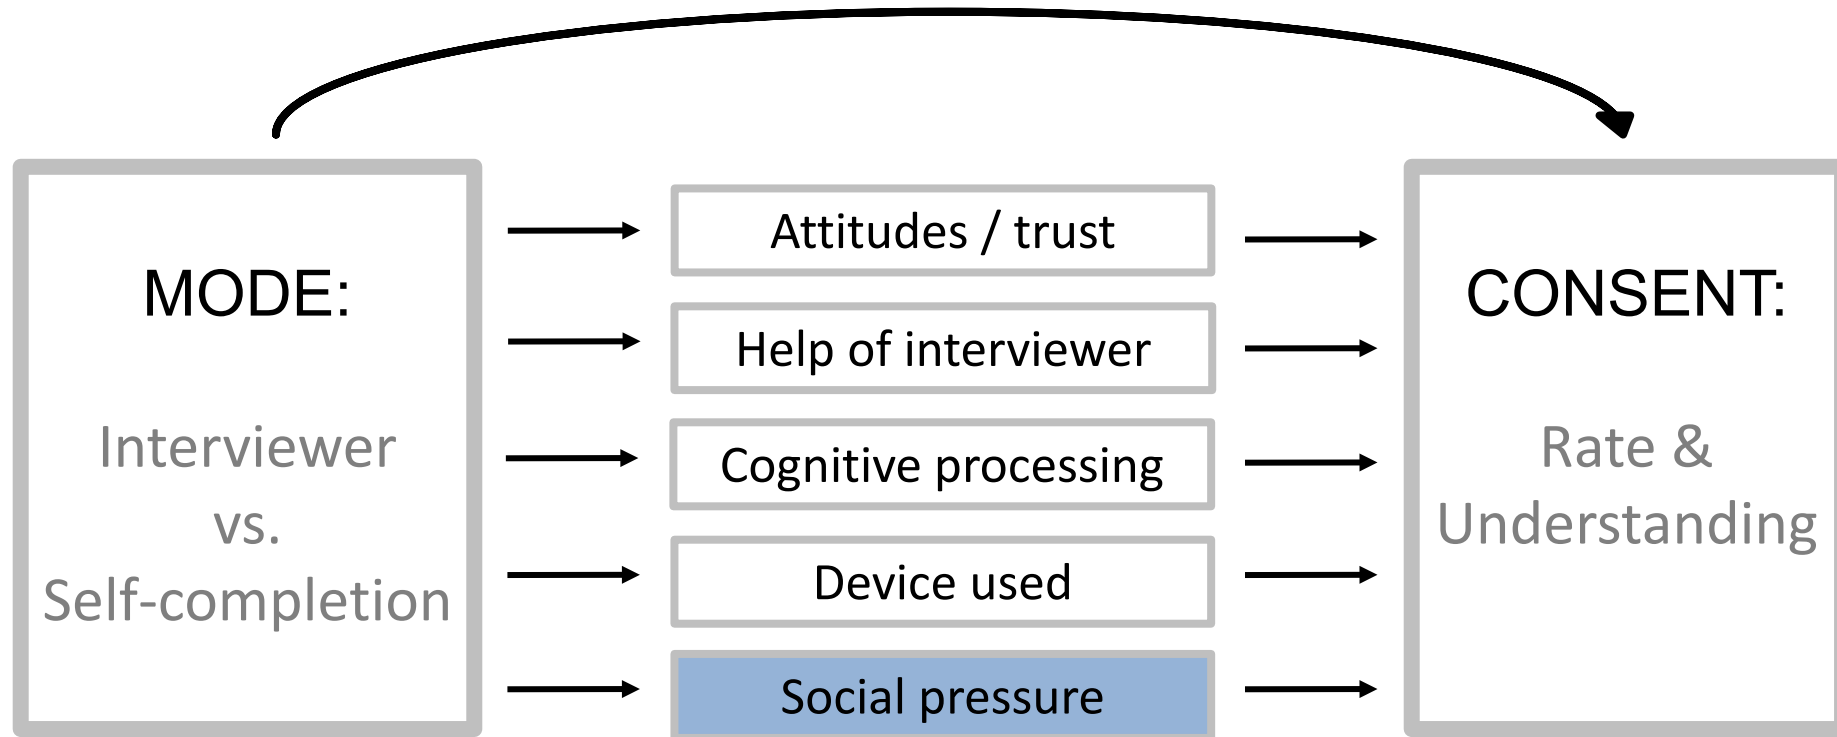 MODE:
Interviewer
vs.
Self-completion
Attitudes / trust
Help of interviewer
Cognitive processing
Device used
Social pressure
CONSENT:
Rate &
Understanding